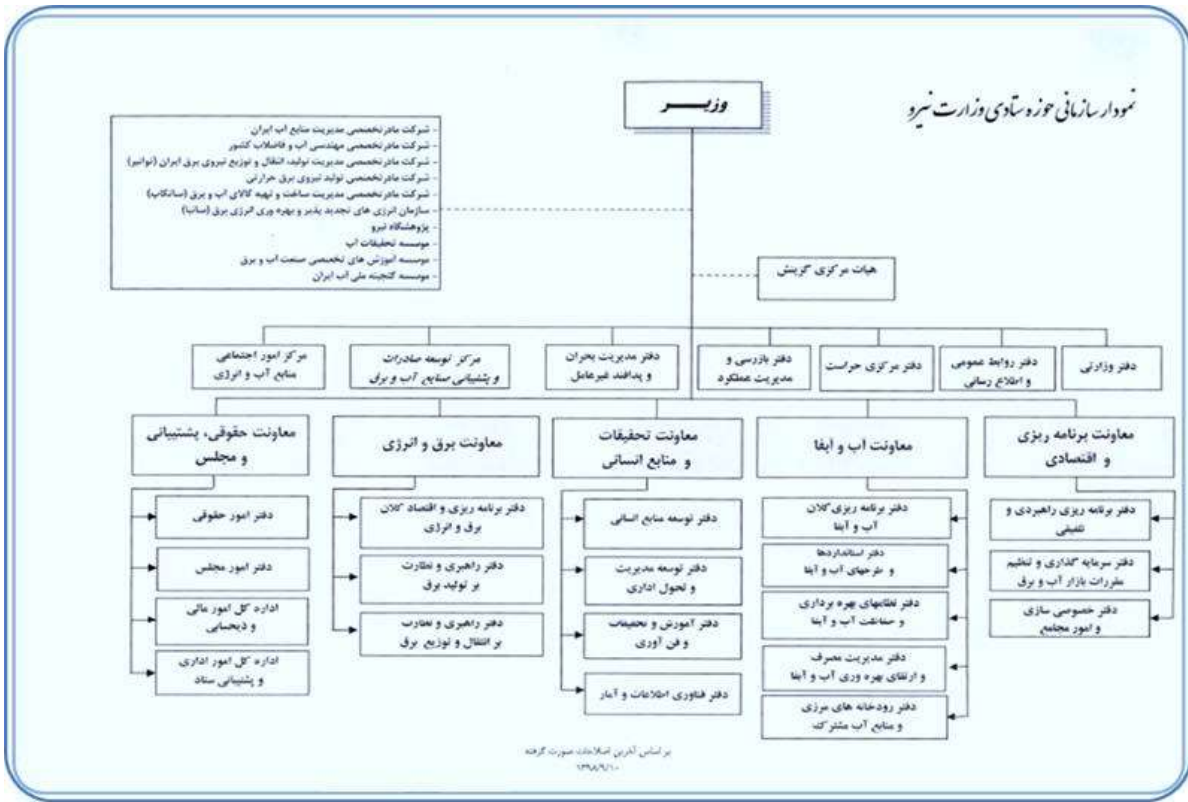 نمودار سازمانی حوزه ستادی وزارت نیرو
وزیـــر
- شرکت مادرتخصصی مدیریت منابع آب ایران
- شرکت مادرتخصصی مهندسی آب و فاضلاب کشور
- شرکت مادرتخصصی مدیریت تولید، انتقال و توزیع نیروی برق ایران (توانیر)
- شرکت مادرتخصصی تولید نیروی برق حرارتی
- شرکت مادرتخصصی مدیریت ساخت و تهیه کالای آب و برق (ساتکاب)
- سازمان انرژی های تجدید پذیر و بهره وری انرژی برق (ساتبا)
- پژوهشگاه نیرو
- موسسه تحقیقات آب
- موسسه آموزش های تخصصی صنعت آب و برق
- موسسه گنجینه ملی آب ایران
هیات مرکزی گزینش
دفتر وزارتی
دفتر روابط عمومی
و اطلاع رسانی
دفتر مرکزی حراست
دفتر بازرسی و
مدیریت عملکرد
دفتر مدیریت بحران
و پدافند غیرعامل
مرکز توسعه صادرات
و پشتیبانی صنایع آب و برق
مرکز امور اجتماعی
منابع آب و انرژی
معاونت برنامه ریزی
و اقتصادی
دفتر برنامه ریزی راهبردی و
تلفیقی
دفتر سرمایه گذاری و تنظیم
مقررات بازار آب و برق
دفتر خصوصی سازی
و امور مجامع
معاونت آب و آبفا
دفتر برنامه ریزی کلان
آب و آبفا
دفتر استانداردها
و طرحهای آب و آبفا
دفتر نظامهای بهره برداری
و حفاظت آب و آبفا
دفتر مدیریت مصرف
و ارتقای بهره وری آب و آبفا
دفتر رودخانه های مرزی
و منابع آب مشترک
معاونت تحقیقات
و منابع انسانی
دفتر توسعه منابع انسانی
دفتر توسعه مدیریت
و تحول اداری
دفتر آموزش و تحقیقات
و فن آوری
دفتر فناوری اطلاعات و آمار
معاونت برق و انرژی
دفتر برنامه ریزی و اقتصاد کلان
برق و انرژی
دفتر راهبری و نظارت
بر تولید برق
دفتر راهبری و نظارت
بر انتقال و توزیع برق
معاونت حقوقی، پشتیبانی
و مجلس
دفتر امور حقوقی
دفتر امور مجلس
اداره کل امور مالی
و ذیحسابی
اداره کل امور اداری
و پشتیبانی ستاد
بر اساس آخرین اصلاحات صورت گرفته
۱۳۹۸/۹/۱۰